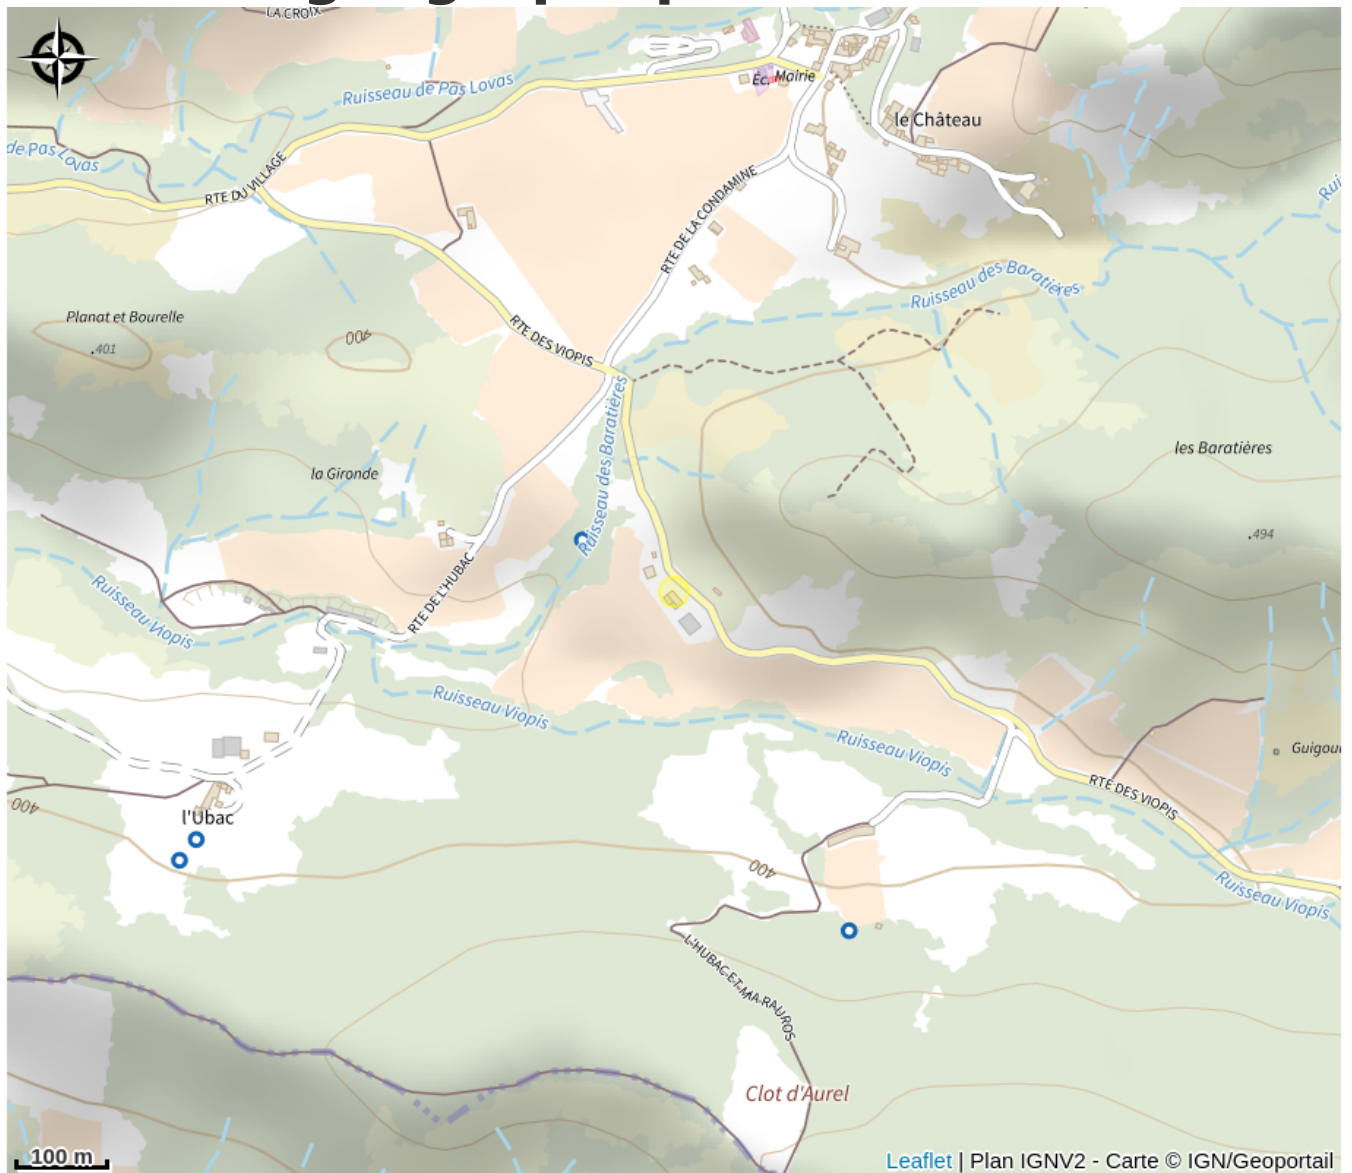 LA CROIX
Ruisseau de Pas Lovas
Éc. Mairie
le Château
de Pas Lovas
RTE DU VILLAGE
RTE DE LA CONDAMINE
Ruisseau des Baratières
Planat et Bourelle
.401
400
RTE DES VIOPIS
Ruisseau des Baratières
les Baratières
la Gironde
.494
Ruisseau Viopis
RTE DE L'HUBAC
Ruisseau Viopis
Ruisseau Viopis
RTE DES VIOPIS
400
l'Ubac
400
Ruisseau Viopis
L'HUBAC ET MARAUROS
Clot d'Aurel
100 m
Leaflet | Plan IGNV2 - Carte © IGN/Geoportail